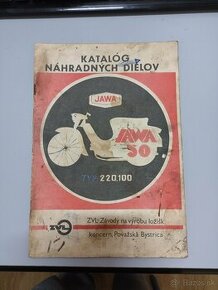 KATALÓG
NÁHRADNÝCH DIELOV
JAWA
JAWA
50
TYP 220.100
ZVL Závody na výrobu ložísk
koncern, Považská Bystrica
ZVL